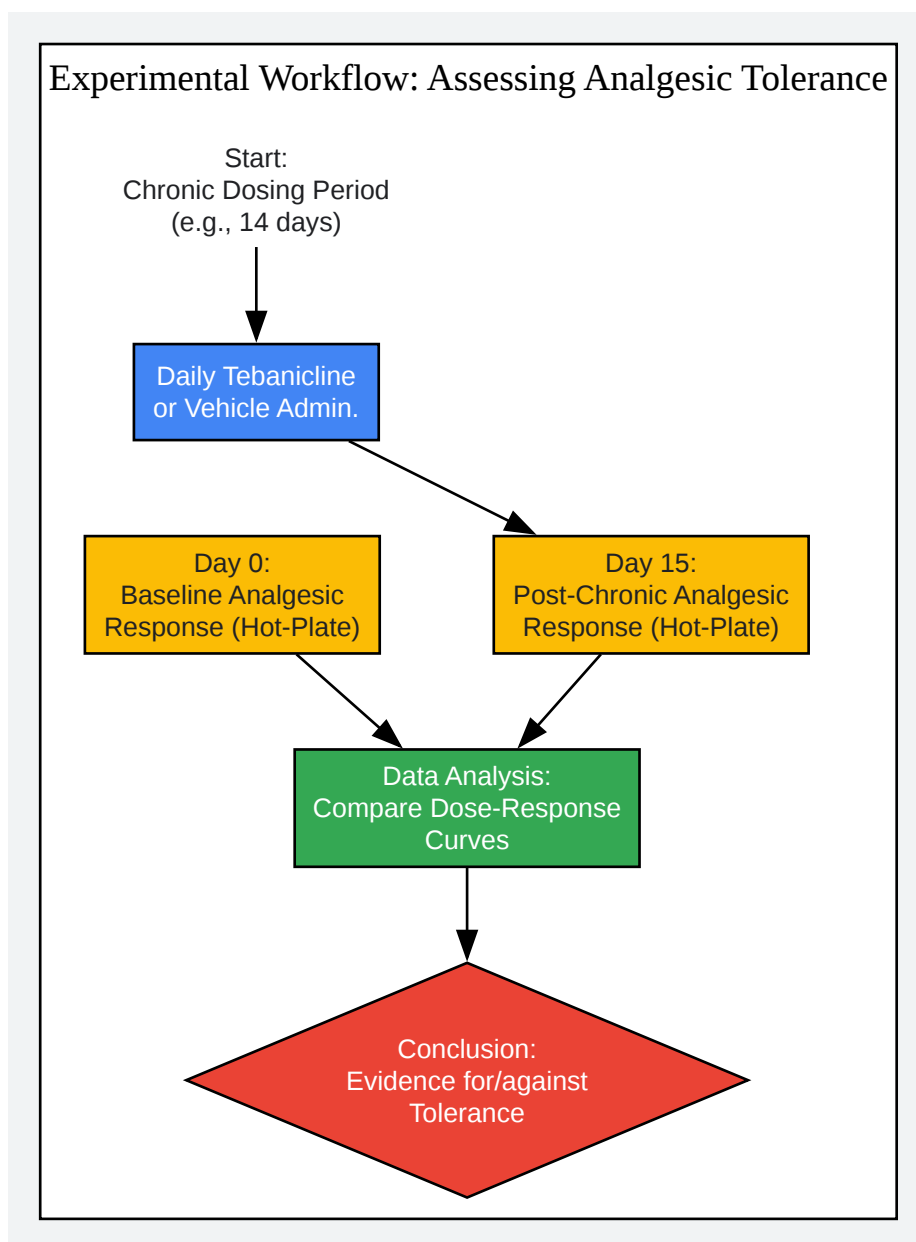 Experimental Workflow: Assessing Analgesic Tolerance
Start:
Chronic Dosing Period
(e.g., 14 days)
Daily Tebanicline
or Vehicle Admin.
Day 0:
Baseline Analgesic
Response (Hot-Plate)
Day 15:
Post-Chronic Analgesic
Response (Hot-Plate)
Data Analysis:
Compare Dose-Response
Curves
Conclusion:
Evidence for/against
Tolerance